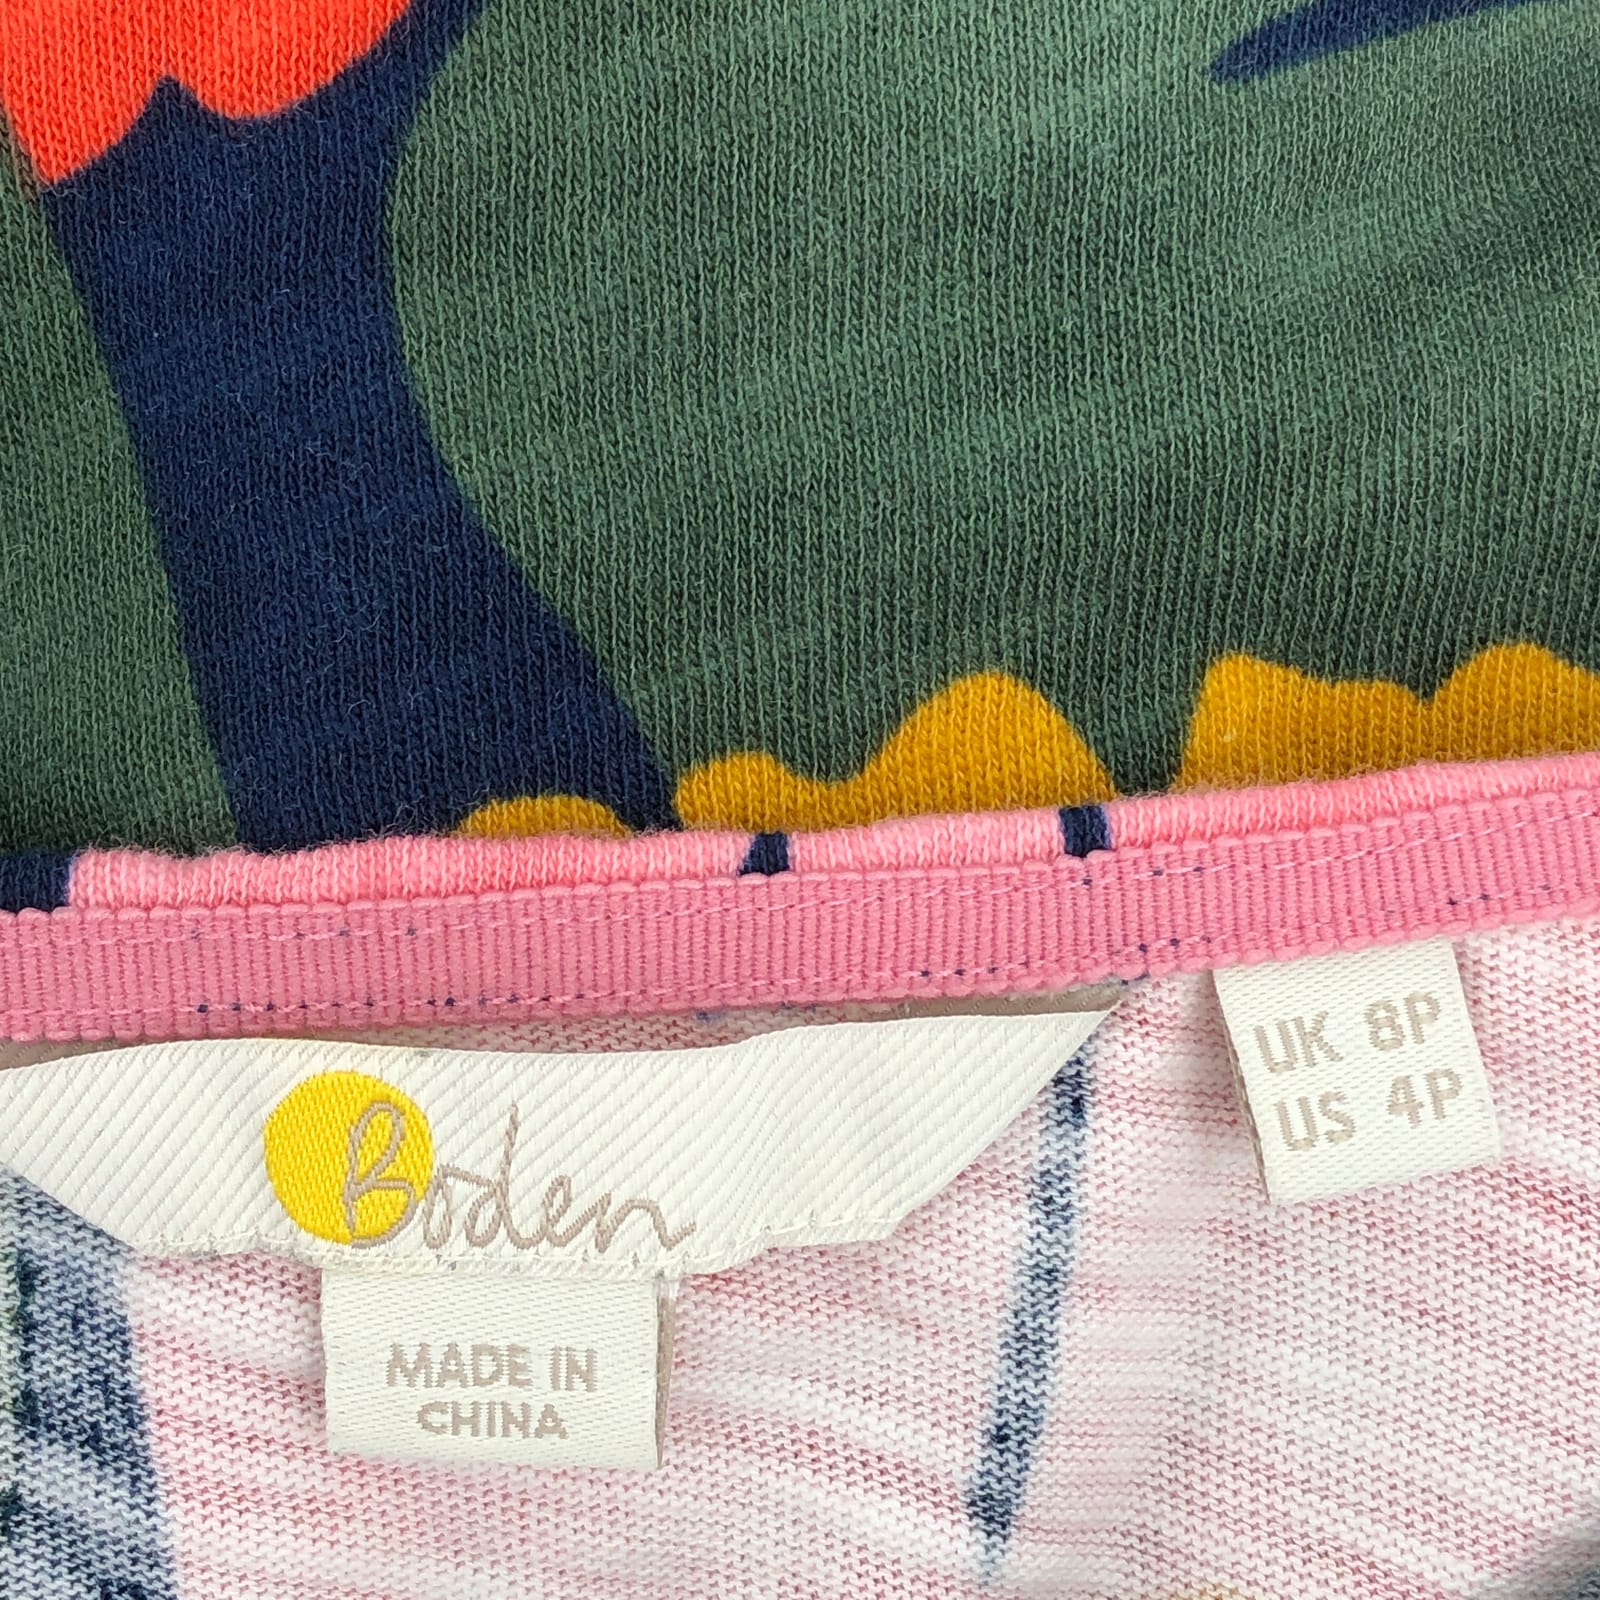 Boden
MADE IN
CHINA
UK 8P
US 4P